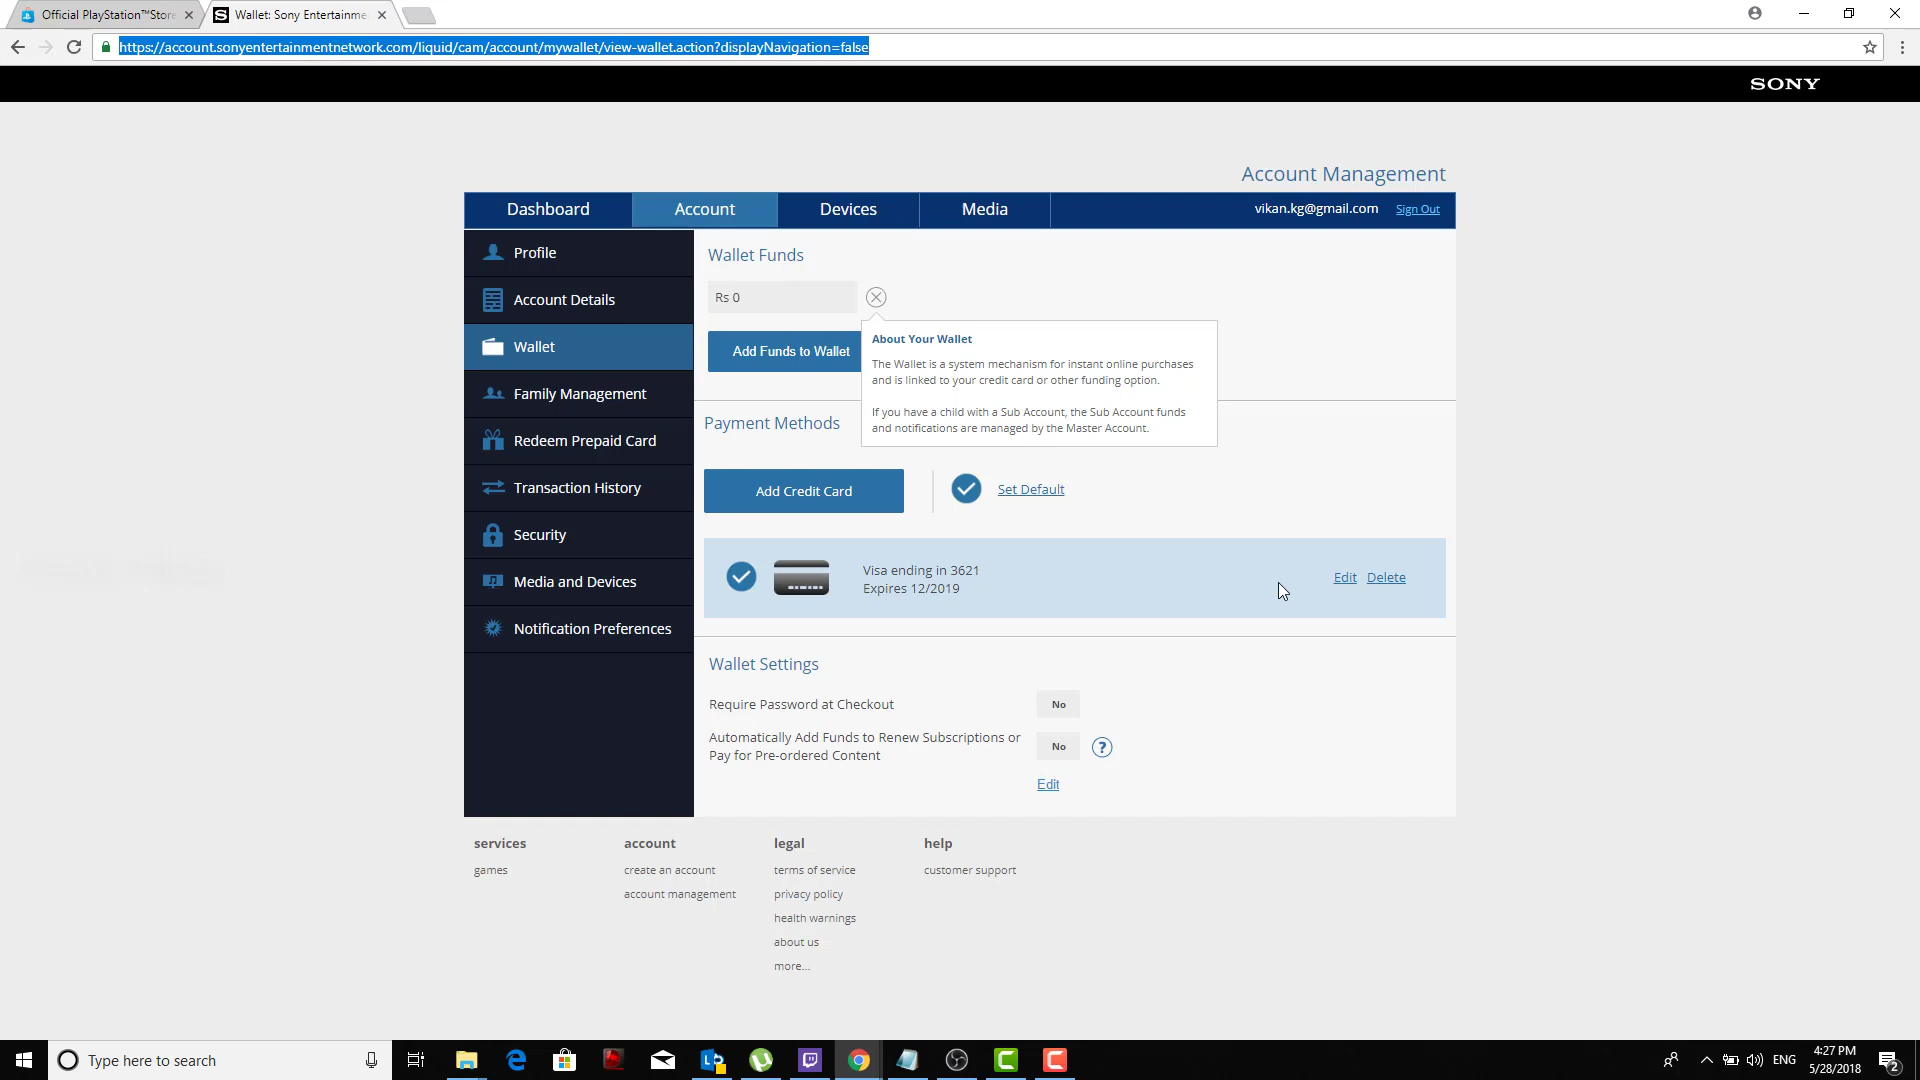 Official PlayStation™Store
Wallet: Sony Entertainme
https://account.sonyentertainmentnetwork.com/liquid/cam/account/mywallet/view-wallet.action?displayNavigation=false
SONY
Account Management
Dashboard
Account
Devices
Media
vikan.kg@gmail.com
Sign Out
Profile
Account Details
Wallet
Family Management
Redeem Prepaid Card
Transaction History
Security
Media and Devices
Notification Preferences
Wallet Funds
Rs 0
Add Funds to Wallet
About Your Wallet
The Wallet is a system mechanism for instant online purchases
and is linked to your credit card or other funding option.
If you have a child with a Sub Account, the Sub Account funds
and notifications are managed by the Master Account.
Payment Methods
Add Credit Card
Set Default
Visa ending in 3621
Expires 12/2019
Edit
Delete
Wallet Settings
Require Password at Checkout
No
Automatically Add Funds to Renew Subscriptions or
Pay for Pre-ordered Content
No
?
Edit
services
games
account
create an account
account management
legal
terms of service
privacy policy
health warnings
about us
more...
help
customer support
Type here to search
ENG
4:27 PM
5/28/2018
2